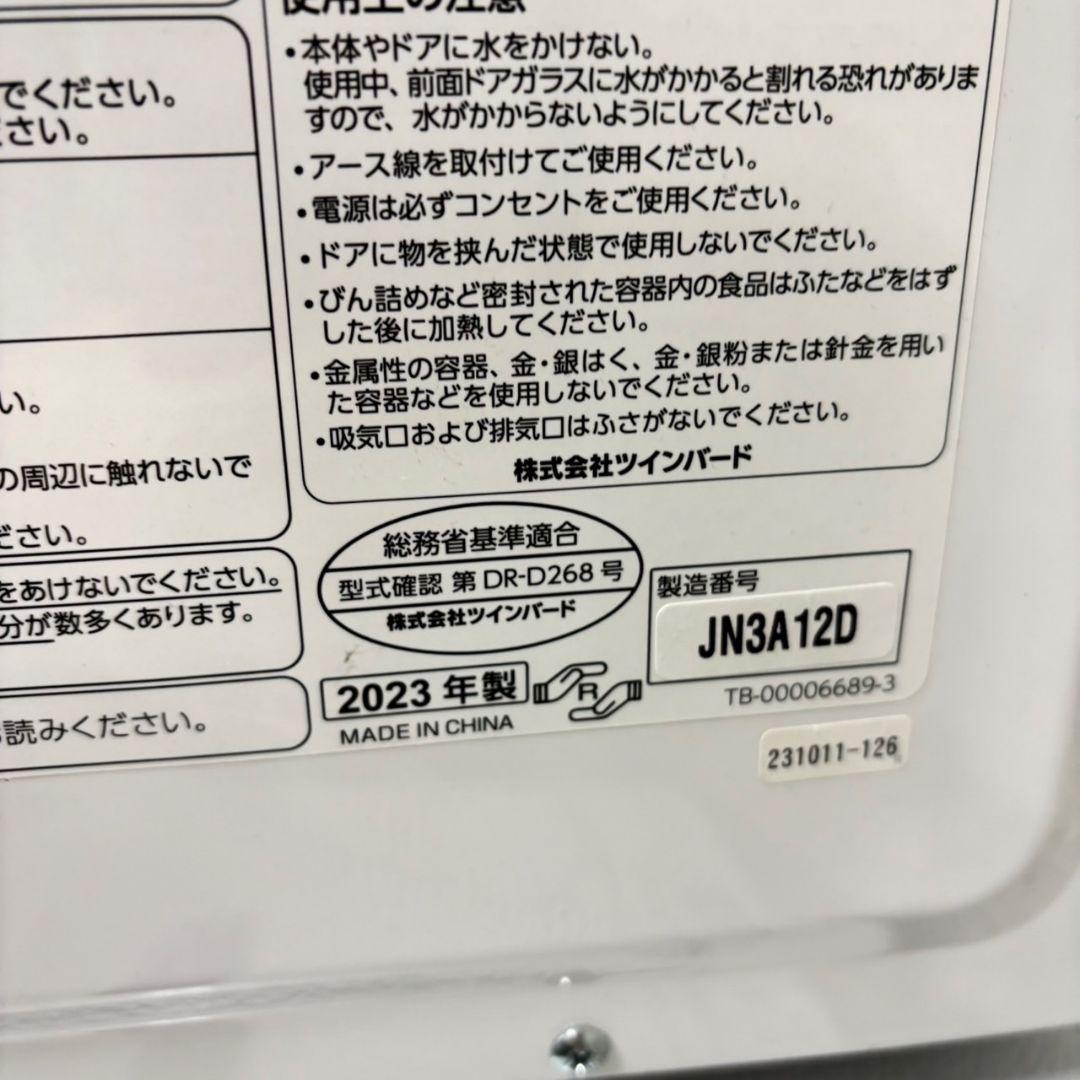 でください。
ださい。
い。
の周辺に触れないで
ださい。
をあけないでください。
分が数多くあります。
お読みください。
使用上の注意
・本体やドアに水をかけない。
使用中、前面ドアガラスに水がかかると割れる恐れがありま
すので、水がかからないようにしてください。
・アース線を取付けてご使用ください。
・電源は必ずコンセントをご使用ください。
・ドアに物を挟んだ状態で使用しないでください。
・びん詰めなど密封された容器内の食品はふたなどをはず
した後に加熱してください。
・金属性の容器、金・銀はく、金・銀粉または針金を用い
た容器などを使用しないでください。
・吸気口および排気口はふさがないでください。
株式会社ツインバード
総務省基準適合
型式確認 第 DR-D268 号
株式会社ツインバード
製造番号
JN3A12D
2023 年製
R
MADE IN CHINA
TB-00006689-3
231011-126